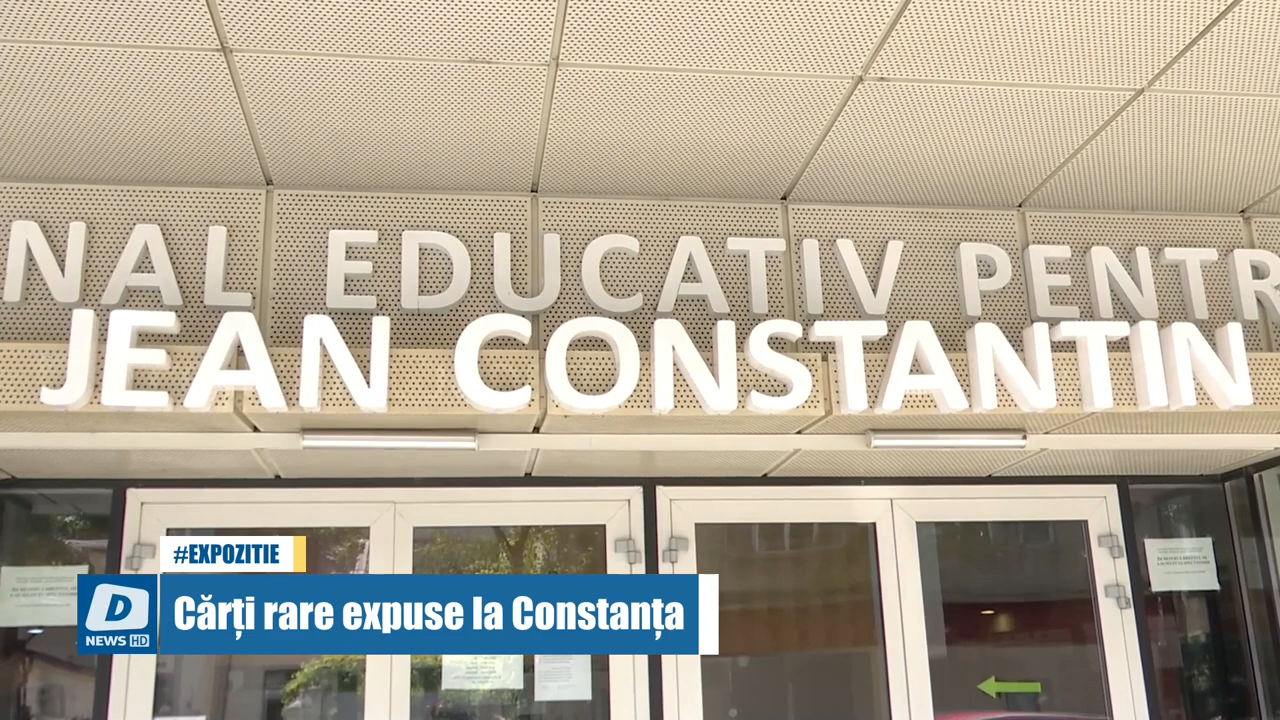 NAL EDUCATIV PENTR
JEAN CONSTANTIN
#EXPOZITIE
Cărți rare expuse la Constanța
D
NEWS HD